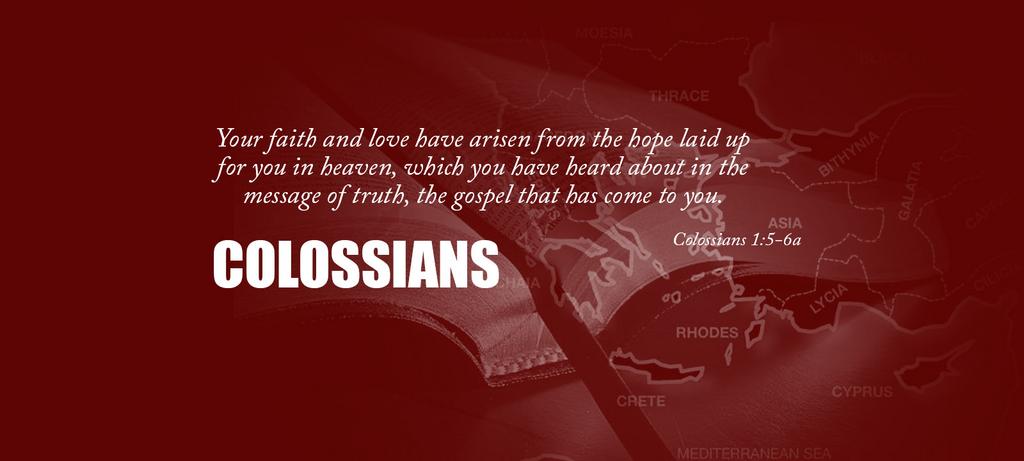 MOESIA
THRACE
Your faith and love have arisen from the hope laid up
for you in heaven, which you have heard about in the
message of truth, the gospel that has come to you.
BITHYNIA
GALATIA
ASIA
Colossians 1:5-6a
COLOSSIANS
LYCIA
RHODES
CYPRUS
CRETE
MEDITERRANEAN SEA